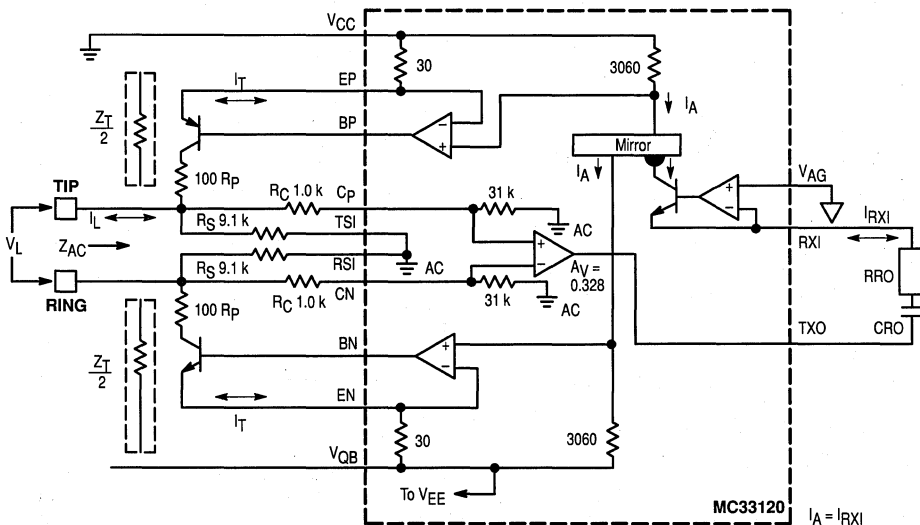 VCC
30
3060
IT
EP
IA
ZT
2
BP
−
+
Mirror
IA
VAG
100 RP
+
−
TIP
RC 1.0 k
CP
31 k
IRXI
IL
RS 9.1 k
TSI
AC
RXI
VL
ZAC
+
−
RRO
RS 9.1 k
RSI
AC
AV =
0.328
RING
RC 1.0 k
CN
31 k
AC
TXO
CRO
100 RP
ZT
2
BN
+
−
EN
IT
30
3060
VQB
To VEE
MC33120
IA = IRXI